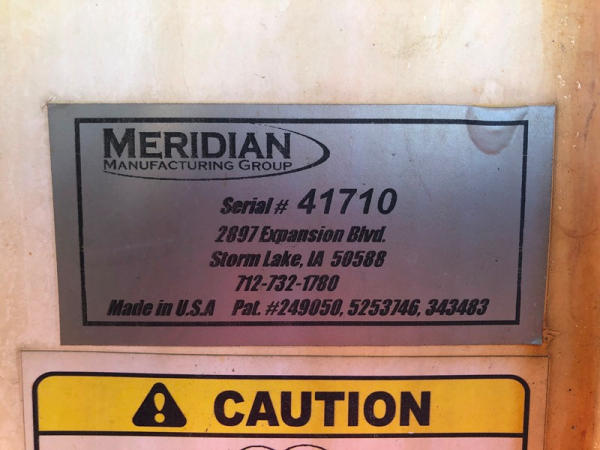 MERIDIAN
MANUFACTURING GROUP
Serial # 41710
2897 Expansion Blvd.
Storm Lake, IA 50588
712-732-1780
Made in U.S.A Pat. #249050, 5253746, 343483
CAUTION